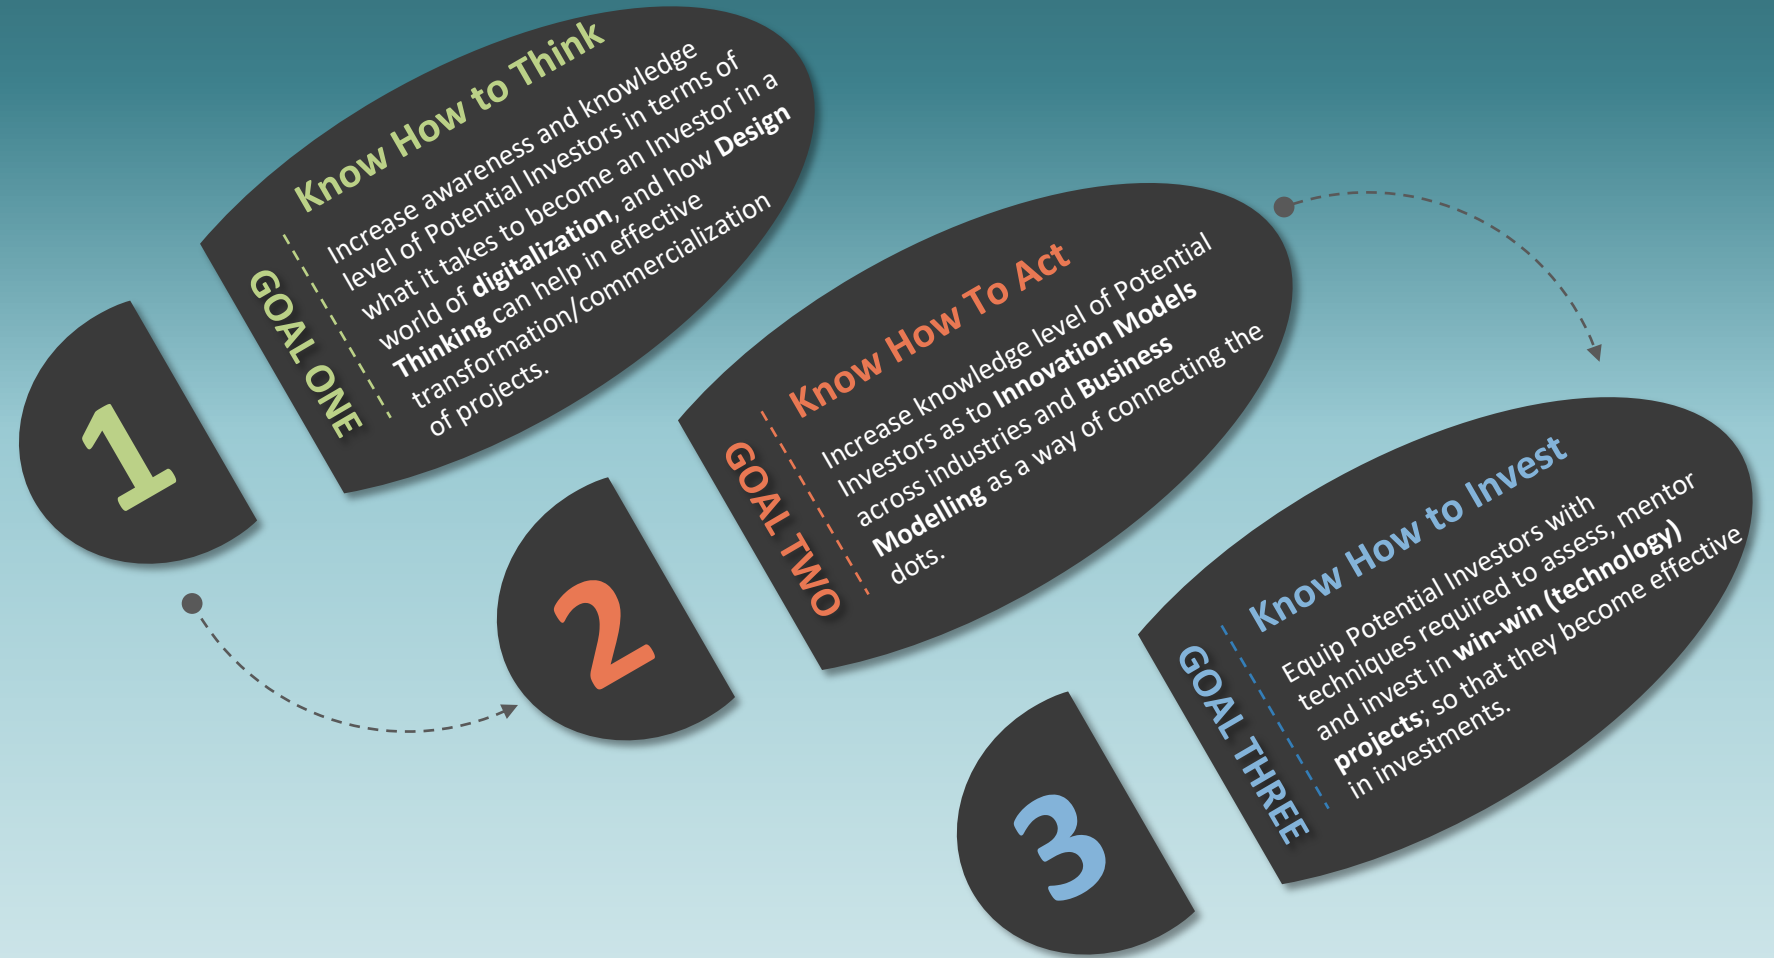 1
GOAL ONE
Know How to Think
Increase awareness and knowledge
level of Potential Investors in terms of
what it takes to become an Investor in a
world of digitalization, and how Design
Thinking can help in effective
transformation/commercialization
of projects.
2
GOAL TWO
Know How To Act
Increase knowledge level of Potential
Investors as to Innovation Models
across industries and Business
Modelling as a way of connecting the
dots.
3
GOAL THREE
Know How to Invest
Equip Potential Investors with
techniques required to assess, mentor
and invest in win-win (technology)
projects; so that they become effective
in investments.